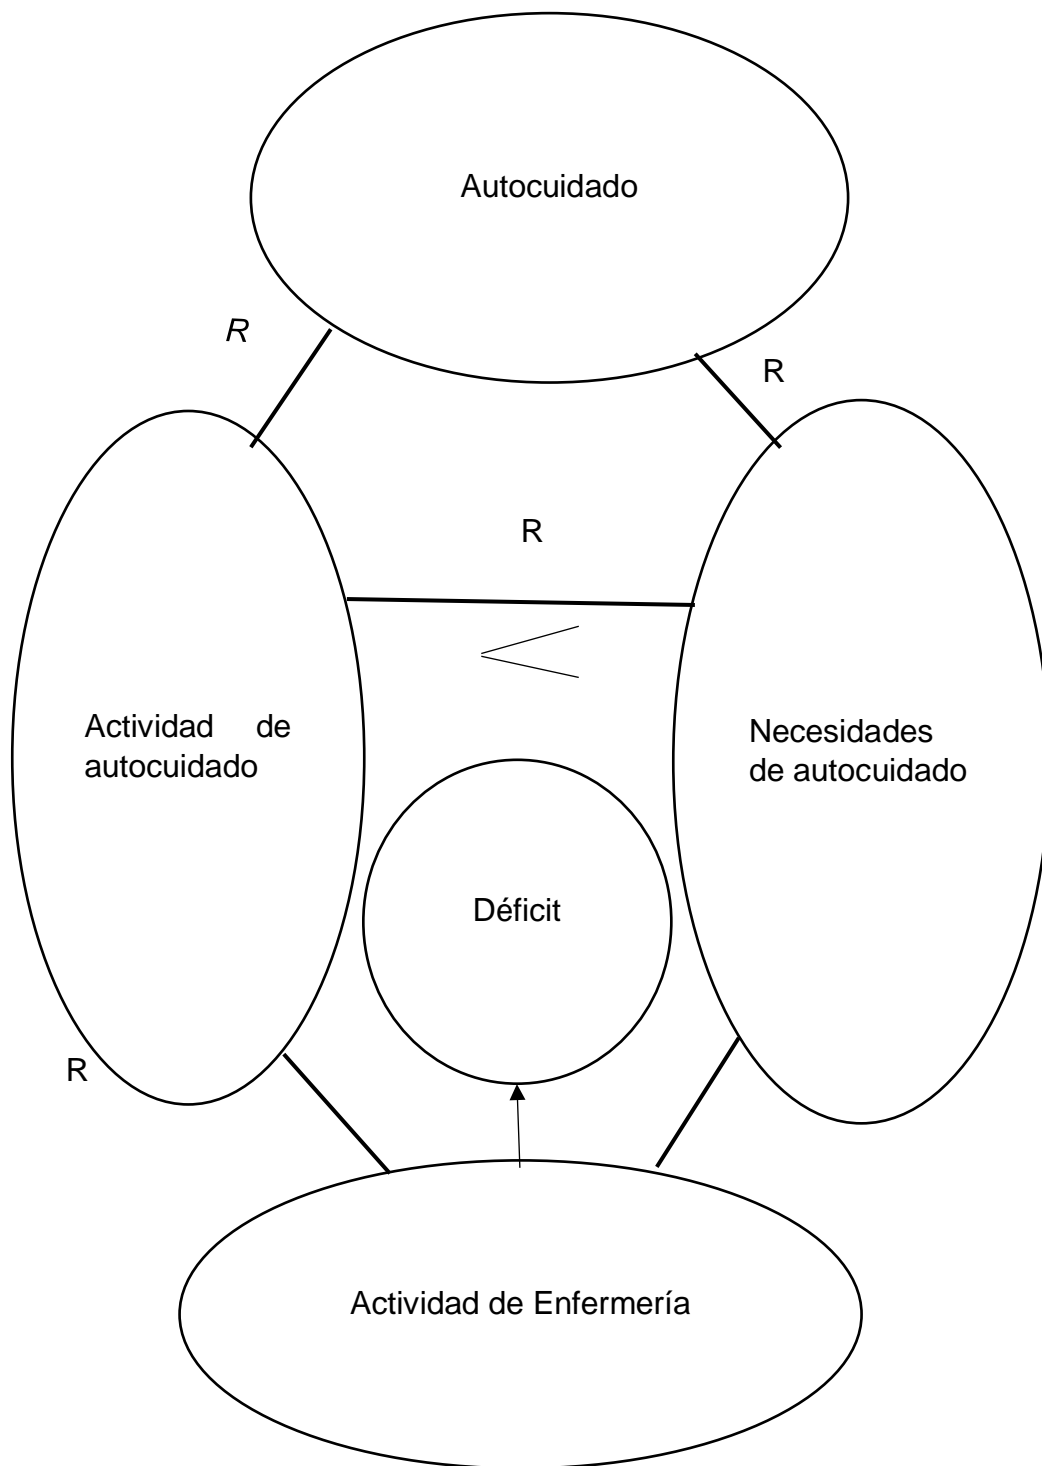 Autocuidado
R
R
R
Actividad de
autocuidado
Necesidades
de autocuidado
Déficit
R
Actividad de Enfermería